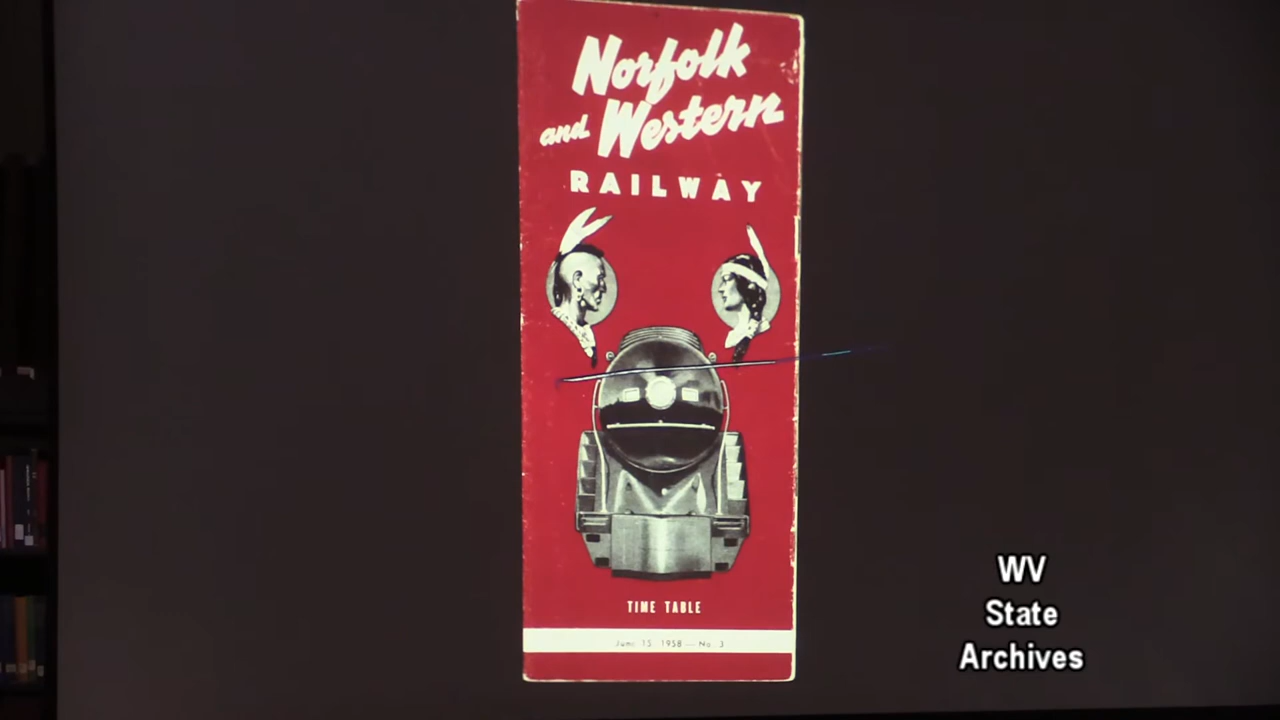 Norfolk
and Western
RAILWAY
TIME TABLE
June 15, 1958 — No. 3
WV
State
Archives